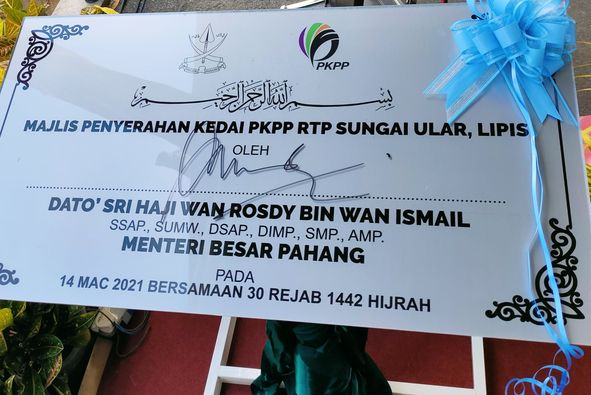 PKPP
بسم الله الرحمن الرحيم
MAJLIS PENYERAHAN KEDAI PKPP RTP SUNGAI ULAR, LIPIS
OLEH
DATO' SRI HAJI WAN ROSDY BIN WAN ISMAIL
SSAP., SUMW., DSAP., DIMP., SMP., AMP.
MENTERI BESAR PAHANG
PADA
14 MAC 2021 BERSAMAAN 30 REJAB 1442 HIJRAH